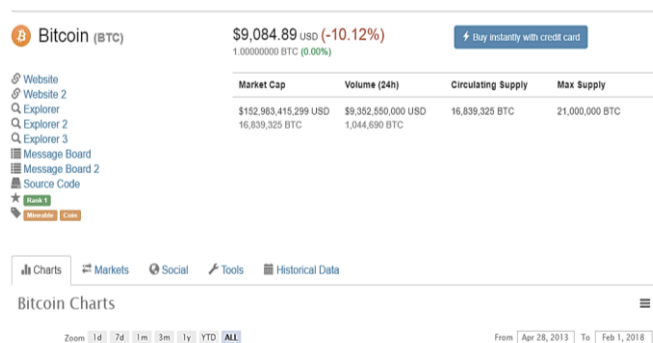 Bitcoin (BTC)
$9,084.89 USD (-10.12%)
1.00000000 BTC (0.00%)
Buy instantly with credit card
Website
Website 2
Explorer
Explorer 2
Explorer 3
Message Board
Message Board 2
Source Code
Rank 1
Mineable Coin
Market Cap Volume (24h) Circulating Supply Max Supply
$152,983,415,299 USD $9,352,550,000 USD 16,839,325 BTC 21,000,000 BTC
16,839,325 BTC 1,044,690 BTC
Charts Markets Social Tools Historical Data
Bitcoin Charts
Zoom 1d 7d 1m 3m 1y YTD ALL From Apr 28, 2013 To Feb 1, 2018